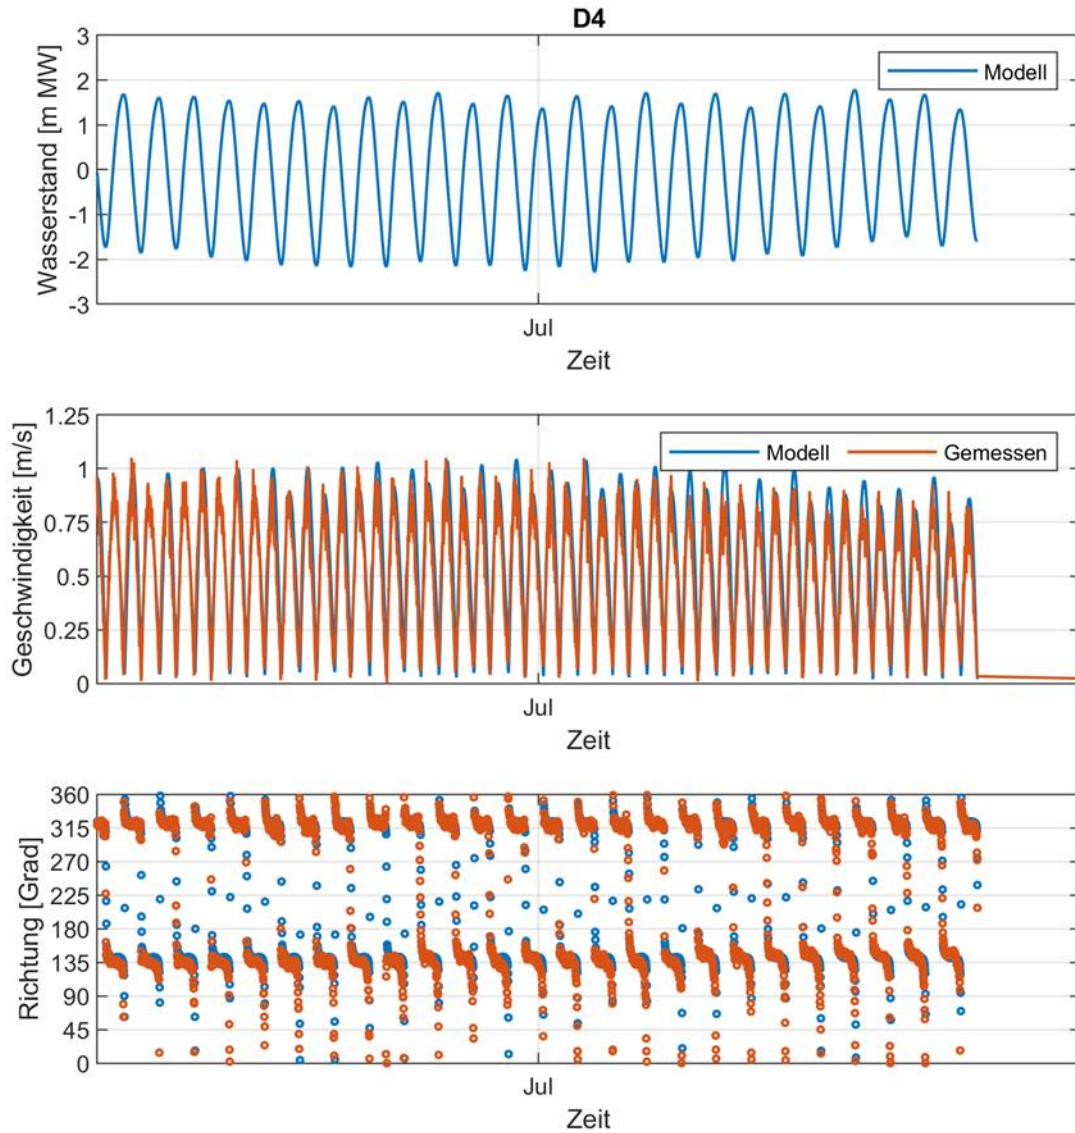 D4
3
2
1
0
-1
-2
-3
Wasserstand [m MW]
Modell
Jul
Zeit
1.25
1
0.75
0.5
0.25
0
Geschwindigkeit [m/s]
Modell Gemessen
Jul
Zeit
360
315
270
225
180
135
90
45
0
Richtung [Grad]
Jul
Zeit